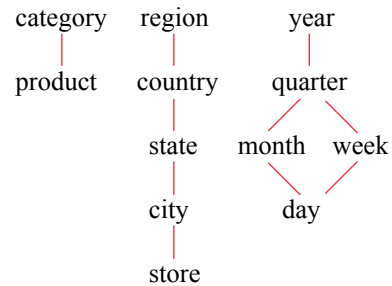 category region year
product country quarter
state month week
city day
store